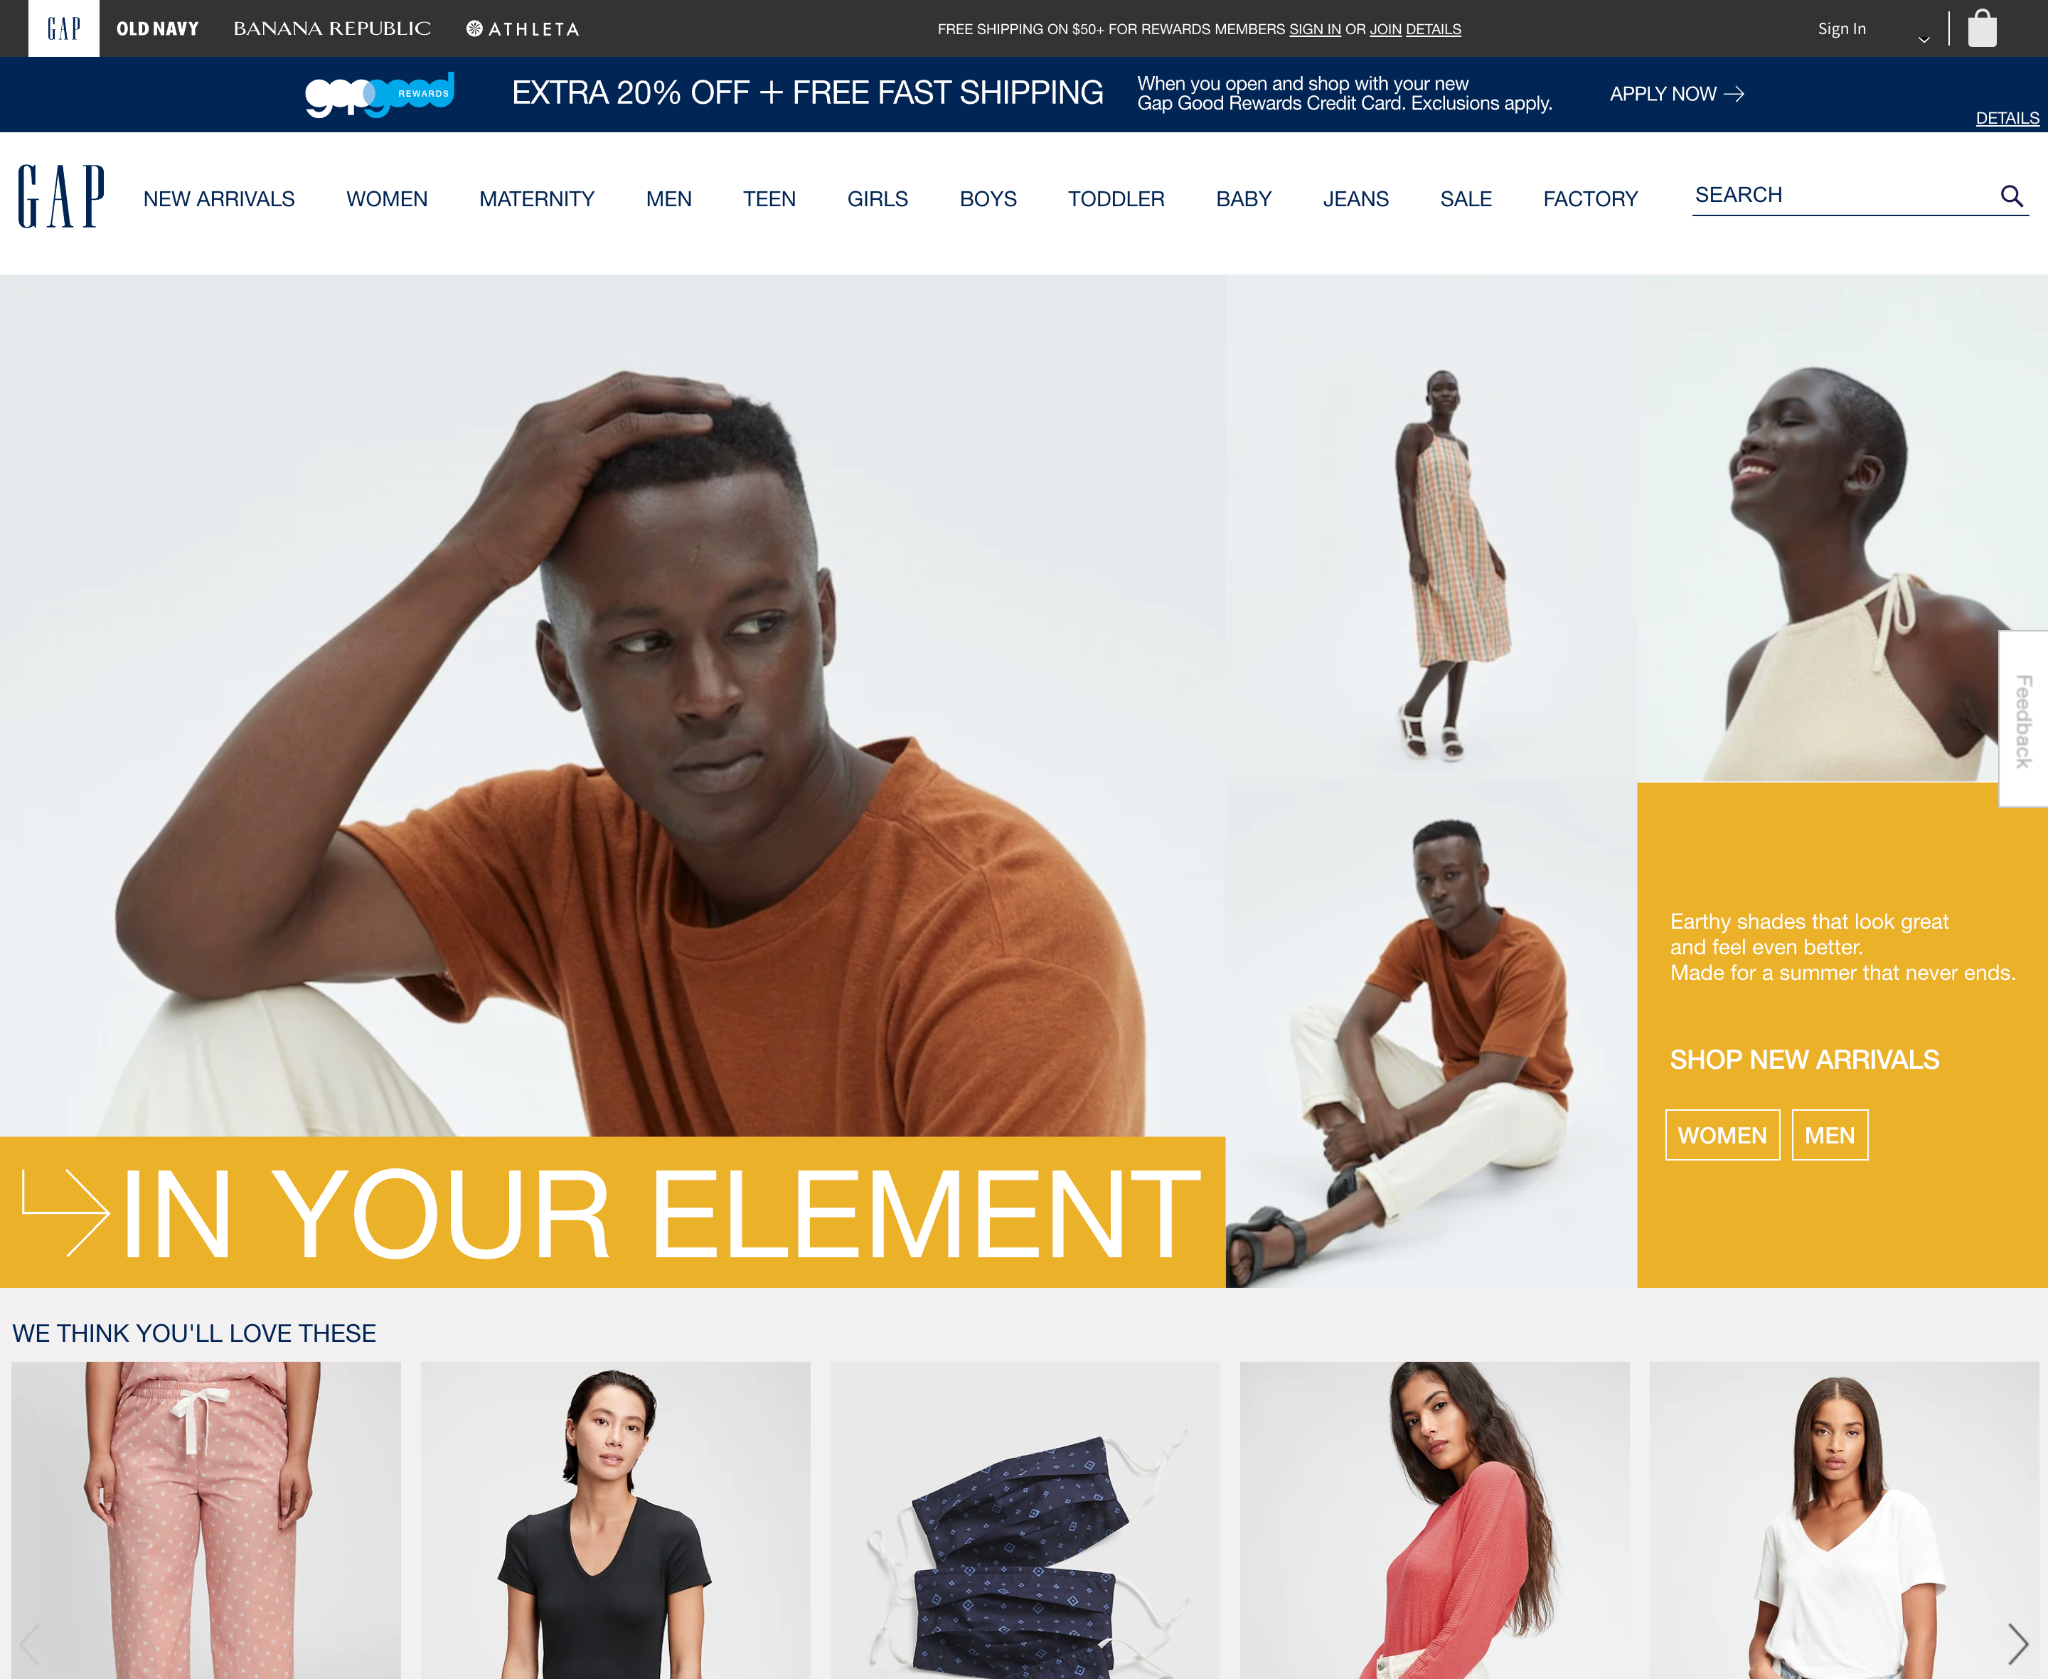 GAP
OLD NAVY
BANANA REPUBLIC
ATHLETA
FREE SHIPPING ON $50+ FOR REWARDS MEMBERS SIGN IN OR JOIN DETAILS
Sign In
gapgood REWARDS
EXTRA 20% OFF + FREE FAST SHIPPING
When you open and shop with your new
Gap Good Rewards Credit Card. Exclusions apply.
APPLY NOW →
DETAILS
GAP
NEW ARRIVALS
WOMEN
MATERNITY
MEN
TEEN
GIRLS
BOYS
TODDLER
BABY
JEANS
SALE
FACTORY
SEARCH
Feedback
Earthy shades that look great
and feel even better.
Made for a summer that never ends.
SHOP NEW ARRIVALS
WOMEN
MEN
IN YOUR ELEMENT
WE THINK YOU'LL LOVE THESE